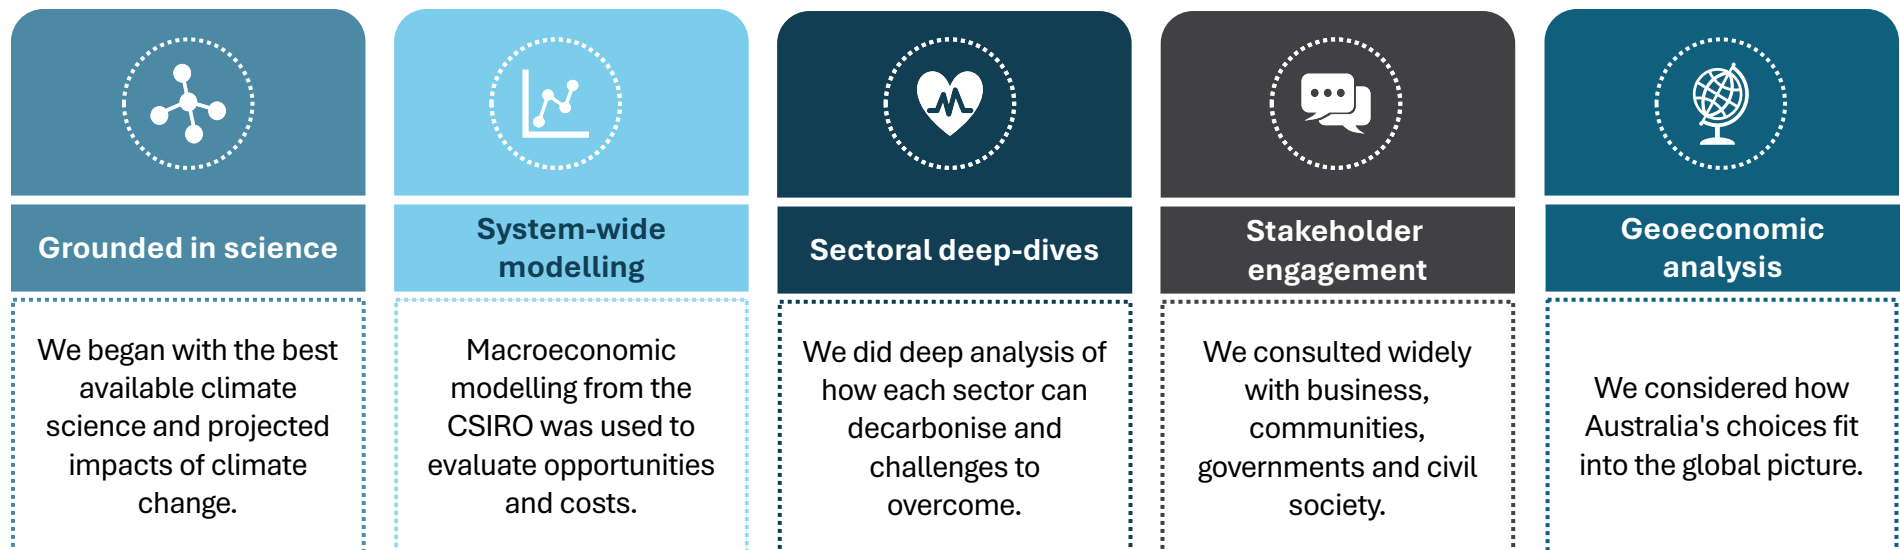 Grounded in science
We began with the best
available climate
science and projected
impacts of climate
change.
System-wide
modelling
Macroeconomic
modelling from the
CSIRO was used to
evaluate opportunities
and costs.
Sectoral deep-dives
We did deep analysis of
how each sector can
decarbonise and
challenges to
overcome.
Stakeholder
engagement
We consulted widely
with business,
communities,
governments and civil
society.
Geoeconomic
analysis
We considered how
Australia's choices fit
into the global picture.